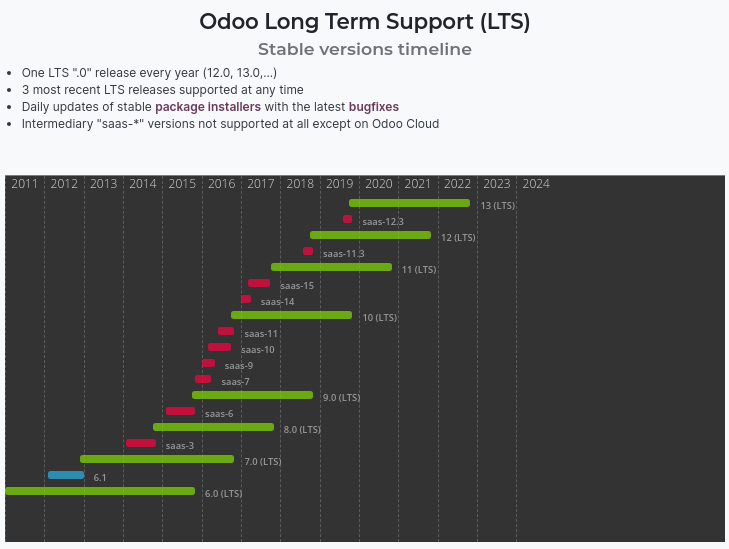 Odoo Long Term Support (LTS)
Stable versions timeline
• One LTS ".0" release every year (12.0, 13.0,...)
• 3 most recent LTS releases supported at any time
• Daily updates of stable package installers with the latest bugfixes
• Intermediary "saas-*" versions not supported at all except on Odoo Cloud
2011 2012 2013 2014 2015 2016 2017 2018 2019 2020 2021 2022 2023 2024
13 (LTS)
saas-12.3
12 (LTS)
saas-11.3
11 (LTS)
saas-15
saas-14
10 (LTS)
saas-11
saas-10
saas-9
saas-7
9.0 (LTS)
saas-6
8.0 (LTS)
saas-3
7.0 (LTS)
6.1
6.0 (LTS)